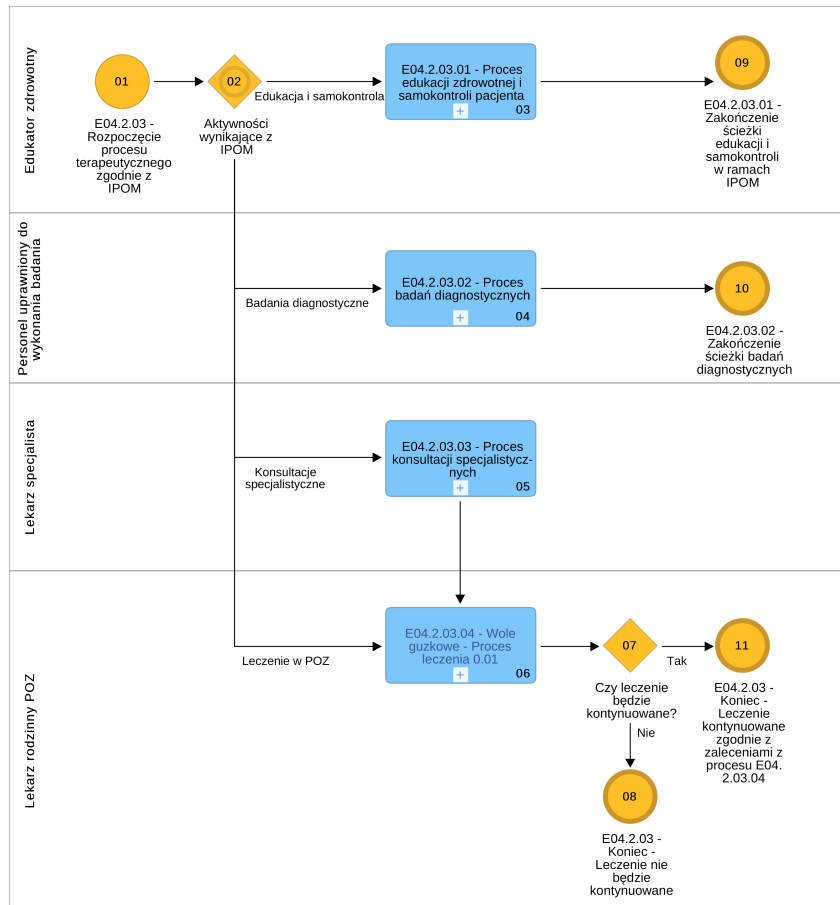 Edukator zdrowotny
01
E04.2.03 -
Rozpoczęcie
procesu
terapeutycznego
zgodnie z
IPOM
02
Aktywności
wynikające z
IPOM
Edukacja i samokontrola
E04.2.03.01 - Proces
edukacji zdrowotnej i
samokontroli pacjenta
+
03
09
E04.2.03.01 -
Zakończenie
ścieżki
edukacji i
samokontroli
w ramach
IPOM
Personel uprawniony do
wykonania badania
Badania diagnostyczne
E04.2.03.02 - Proces
badań diagnostycznych
+
04
10
E04.2.03.02 -
Zakończenie
ścieżki badań
diagnostycznych
Lekarz specjalista
Konsultacje
specjalistyczne
E04.2.03.03 - Proces
konsultacji specjalistycz-
nych
+
05
Lekarz rodzinny POZ
Leczenie w POZ
E04.2.03.04 - Wole
guzkowe - Proces
leczenia 0.01
+
06
07
Czy leczenie
będzie
kontynuowane?
Tak
Nie
11
E04.2.03 -
Koniec -
Leczenie
kontynuowane
zgodnie z
zaleceniami z
procesu E04.
2.03.04
08
E04.2.03 -
Koniec -
Leczenie nie
będzie
kontynuowane